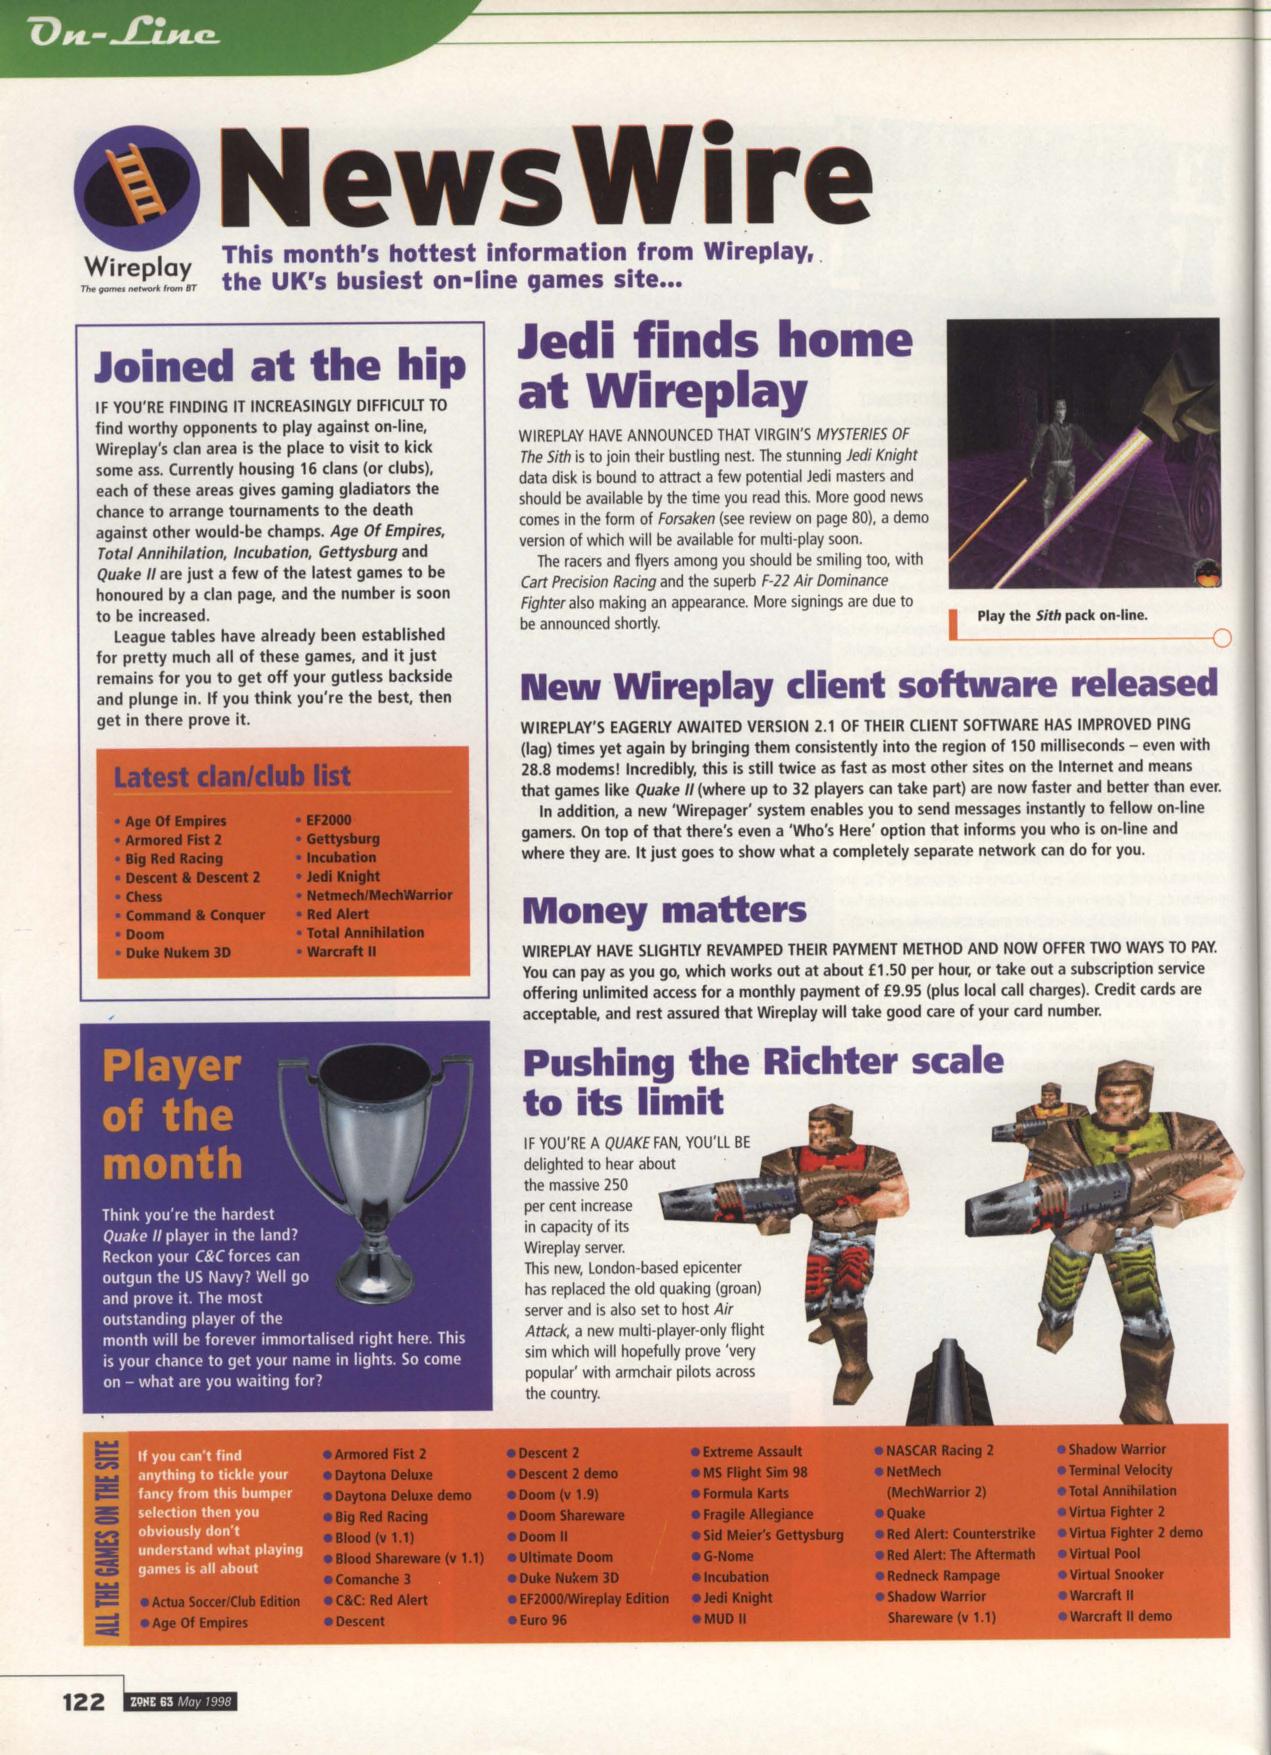 On-Line
NewsWire
Wireplay
The games network from BT
This month's hottest information from Wireplay,
the UK's busiest on-line games site...
Joined at the hip
IF YOU'RE FINDING IT INCREASINGLY DIFFICULT TO
find worthy opponents to play against on-line,
Wireplay's clan area is the place to visit to kick
some ass. Currently housing 16 clans (or clubs),
each of these areas gives gaming gladiators the
chance to arrange tournaments to the death
against other would-be champs. Age Of Empires,
Total Annihilation, Incubation, Gettysburg and
Quake II are just a few of the latest games to be
honoured by a clan page, and the number is soon
to be increased.
League tables have already been established
for pretty much all of these games, and it just
remains for you to get off your gutless backside
and plunge in. If you think you're the best, then
get in there prove it.
Latest clan/club list
• Age Of Empires
• Armored Fist 2
• Big Red Racing
• Descent & Descent 2
• Chess
• Command & Conquer
• Doom
• Duke Nukem 3D
• EF2000
• Gettysburg
• Incubation
• Jedi Knight
• Netmech/MechWarrior
• Red Alert
• Total Annihilation
• Warcraft II
Player
of the
month
Think you're the hardest
Quake II player in the land?
Reckon your C&C forces can
outgun the US Navy? Well go
and prove it. The most
outstanding player of the
month will be forever immortalised right here. This
is your chance to get your name in lights. So come
on – what are you waiting for?
Jedi finds home
at Wireplay
WIREPLAY HAVE ANNOUNCED THAT VIRGIN'S MYSTERIES OF
The Sith is to join their bustling nest. The stunning Jedi Knight
data disk is bound to attract a few potential Jedi masters and
should be available by the time you read this. More good news
comes in the form of Forsaken (see review on page 80), a demo
version of which will be available for multi-play soon.
The racers and flyers among you should be smiling too, with
Cart Precision Racing and the superb F-22 Air Dominance
Fighter also making an appearance. More signings are due to
be announced shortly.
Play the Sith pack on-line.
New Wireplay client software released
WIREPLAY'S EAGERLY AWAITED VERSION 2.1 OF THEIR CLIENT SOFTWARE HAS IMPROVED PING
(lag) times yet again by bringing them consistently into the region of 150 milliseconds – even with
28.8 modems! Incredibly, this is still twice as fast as most other sites on the Internet and means
that games like Quake II (where up to 32 players can take part) are now faster and better than ever.
In addition, a new 'Wirepager' system enables you to send messages instantly to fellow on-line
gamers. On top of that there's even a 'Who's Here' option that informs you who is on-line and
where they are. It just goes to show what a completely separate network can do for you.
Money matters
WIREPLAY HAVE SLIGHTLY REVAMPED THEIR PAYMENT METHOD AND NOW OFFER TWO WAYS TO PAY.
You can pay as you go, which works out at about £1.50 per hour, or take out a subscription service
offering unlimited access for a monthly payment of £9.95 (plus local call charges). Credit cards are
acceptable, and rest assured that Wireplay will take good care of your card number.
Pushing the Richter scale
to its limit
IF YOU'RE A QUAKE FAN, YOU'LL BE
delighted to hear about
the massive 250
per cent increase
in capacity of its
Wireplay server.
This new, London-based epicenter
has replaced the old quaking (groan)
server and is also set to host Air
Attack, a new multi-player-only flight
sim which will hopefully prove 'very
popular' with armchair pilots across
the country.
ALL THE GAMES ON THE SITE
If you can't find
anything to tickle your
fancy from this bumper
selection then you
obviously don't
understand what playing
games is all about
• Actua Soccer/Club Edition
• Age Of Empires
• Armored Fist 2
• Daytona Deluxe
• Daytona Deluxe demo
• Big Red Racing
• Blood (v 1.1)
• Blood Shareware (v 1.1)
• Comanche 3
• C&C: Red Alert
• Descent
• Descent 2
• Descent 2 demo
• Doom (v 1.9)
• Doom Shareware
• Doom II
• Ultimate Doom
• Duke Nukem 3D
• EF2000/Wireplay Edition
• Euro 96
• Extreme Assault
• MS Flight Sim 98
• Formula Karts
• Fragile Allegiance
• Sid Meier's Gettysburg
• G-Nome
• Incubation
• Jedi Knight
• MUD II
• NASCAR Racing 2
• NetMech
(MechWarrior 2)
• Quake
• Red Alert: Counterstrike
• Red Alert: The Aftermath
• Redneck Rampage
• Shadow Warrior
Shareware (v 1.1)
• Shadow Warrior
• Terminal Velocity
• Total Annihilation
• Virtua Fighter 2
• Virtua Fighter 2 demo
• Virtual Pool
• Virtual Snooker
• Warcraft II
• Warcraft II demo
122 ZONE 63 May 1998